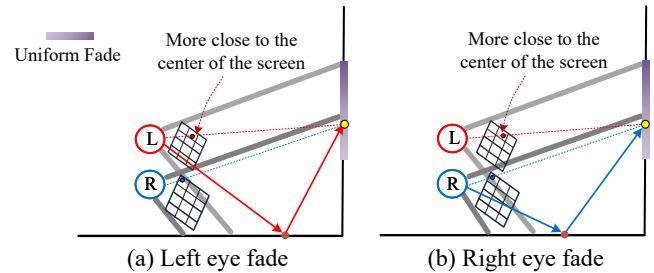 Uniform Fade
More close to the
center of the screen
L
R
(a) Left eye fade
More close to the
center of the screen
L
R
(b) Right eye fade